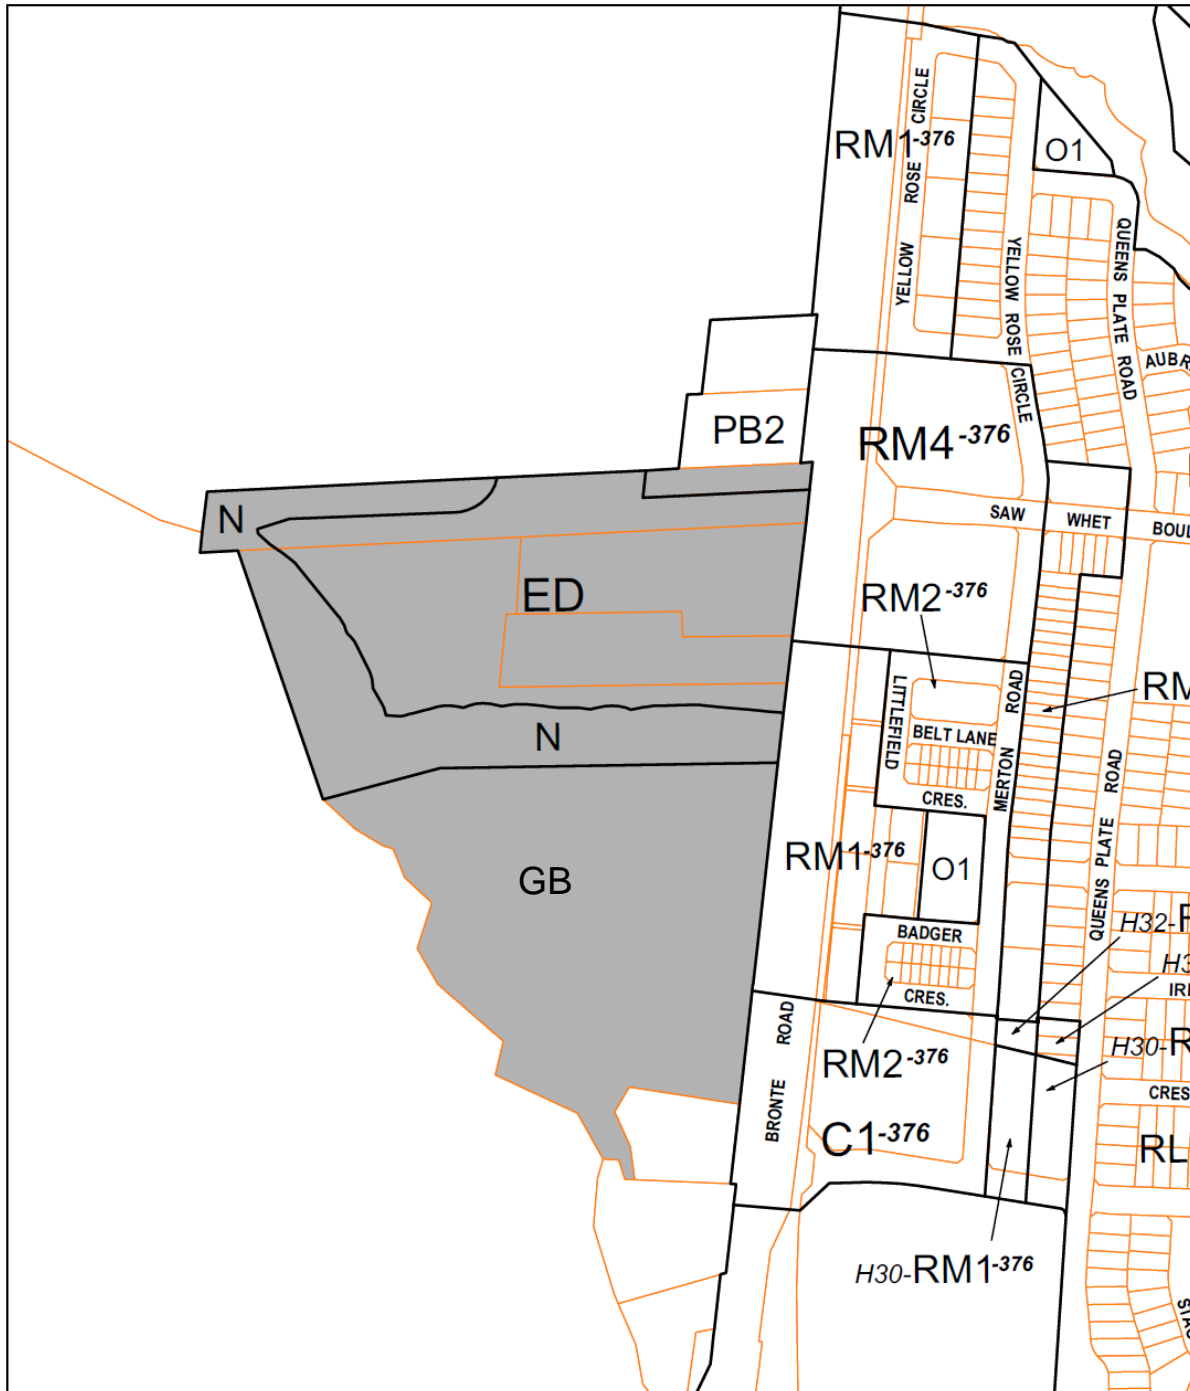 RM1-376
YELLOW ROSE CIRCLE
O1
YELLOW ROSE CIRCLE
QUEENS PLATE ROAD
AUBR
PB2
RM4-376
N
SAW WHET BOUL
ED
RM2-376
LITTLEFIELD
MERTON ROAD
RM
BELT LANE
N
CRES.
QUEENS PLATE ROAD
RM1-376
O1
GB
H32-R
BADGER
H3
IRE
CRES.
BRONTE ROAD
H30-R
RM2-376
CRES
C1-376
RL
H30-RM1-376